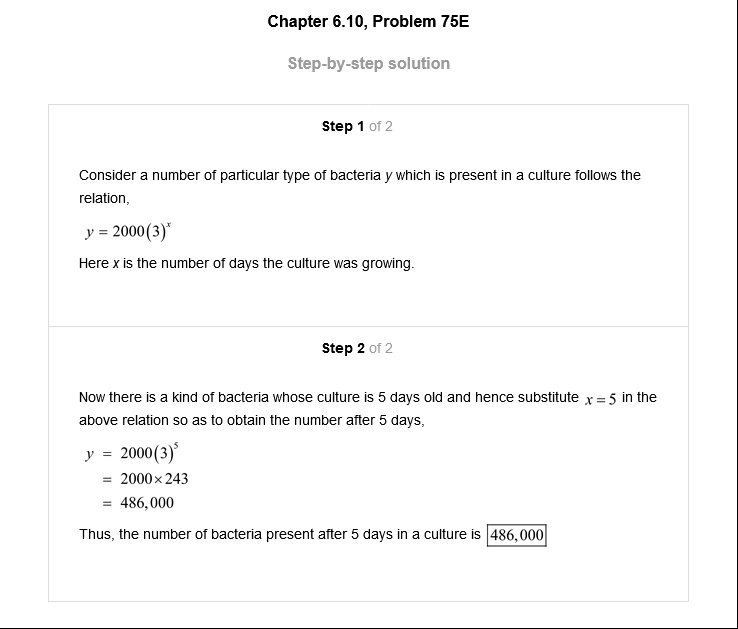 Chapter 6.10, Problem 75E
Step-by-step solution
Step 1 of 2
Consider a number of particular type of bacteria y which is present in a culture follows the
relation,
y = 2000(3)ˣ
Here x is the number of days the culture was growing.
Step 2 of 2
Now there is a kind of bacteria whose culture is 5 days old and hence substitute x = 5 in the
above relation so as to obtain the number after 5 days,
y = 2000(3)⁵
= 2000×243
= 486,000
Thus, the number of bacteria present after 5 days in a culture is 486,000